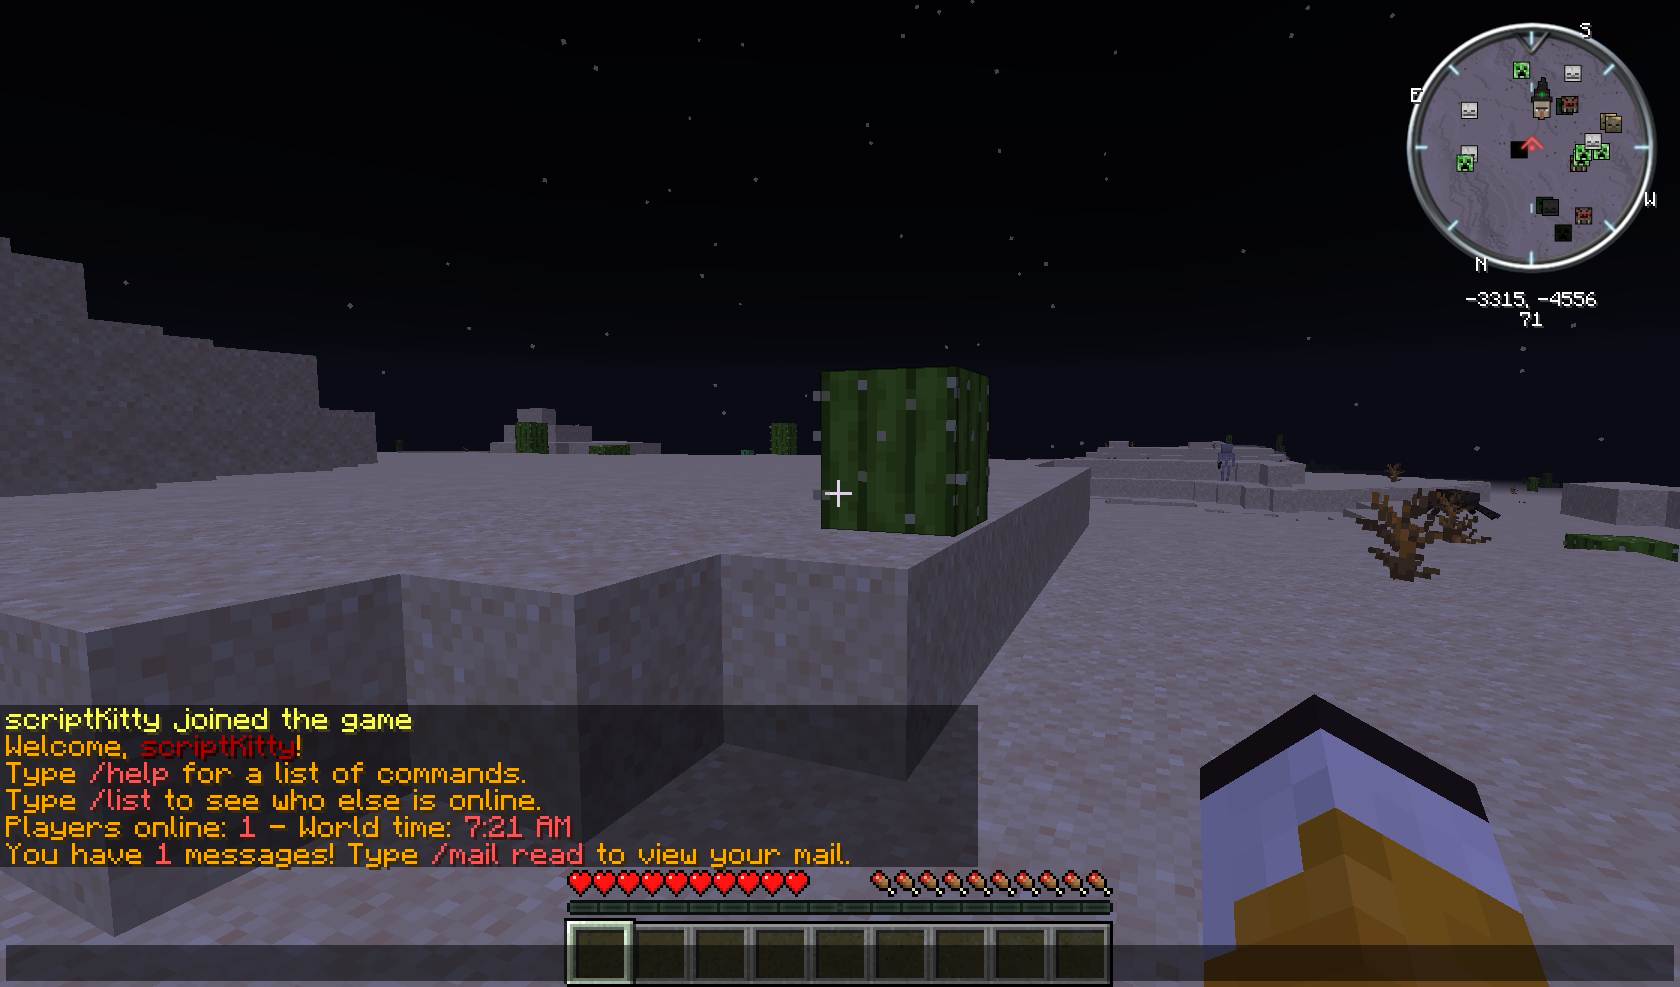 S
E
W
N
-3315, -4556
71
scriptKitty joined the game
Welcome, scriptKitty!
Type /help for a list of commands.
Type /list to see who else is online.
Players online: 1 - World time: 7:21 AM
You have 1 messages! Type /mail read to view your mail.